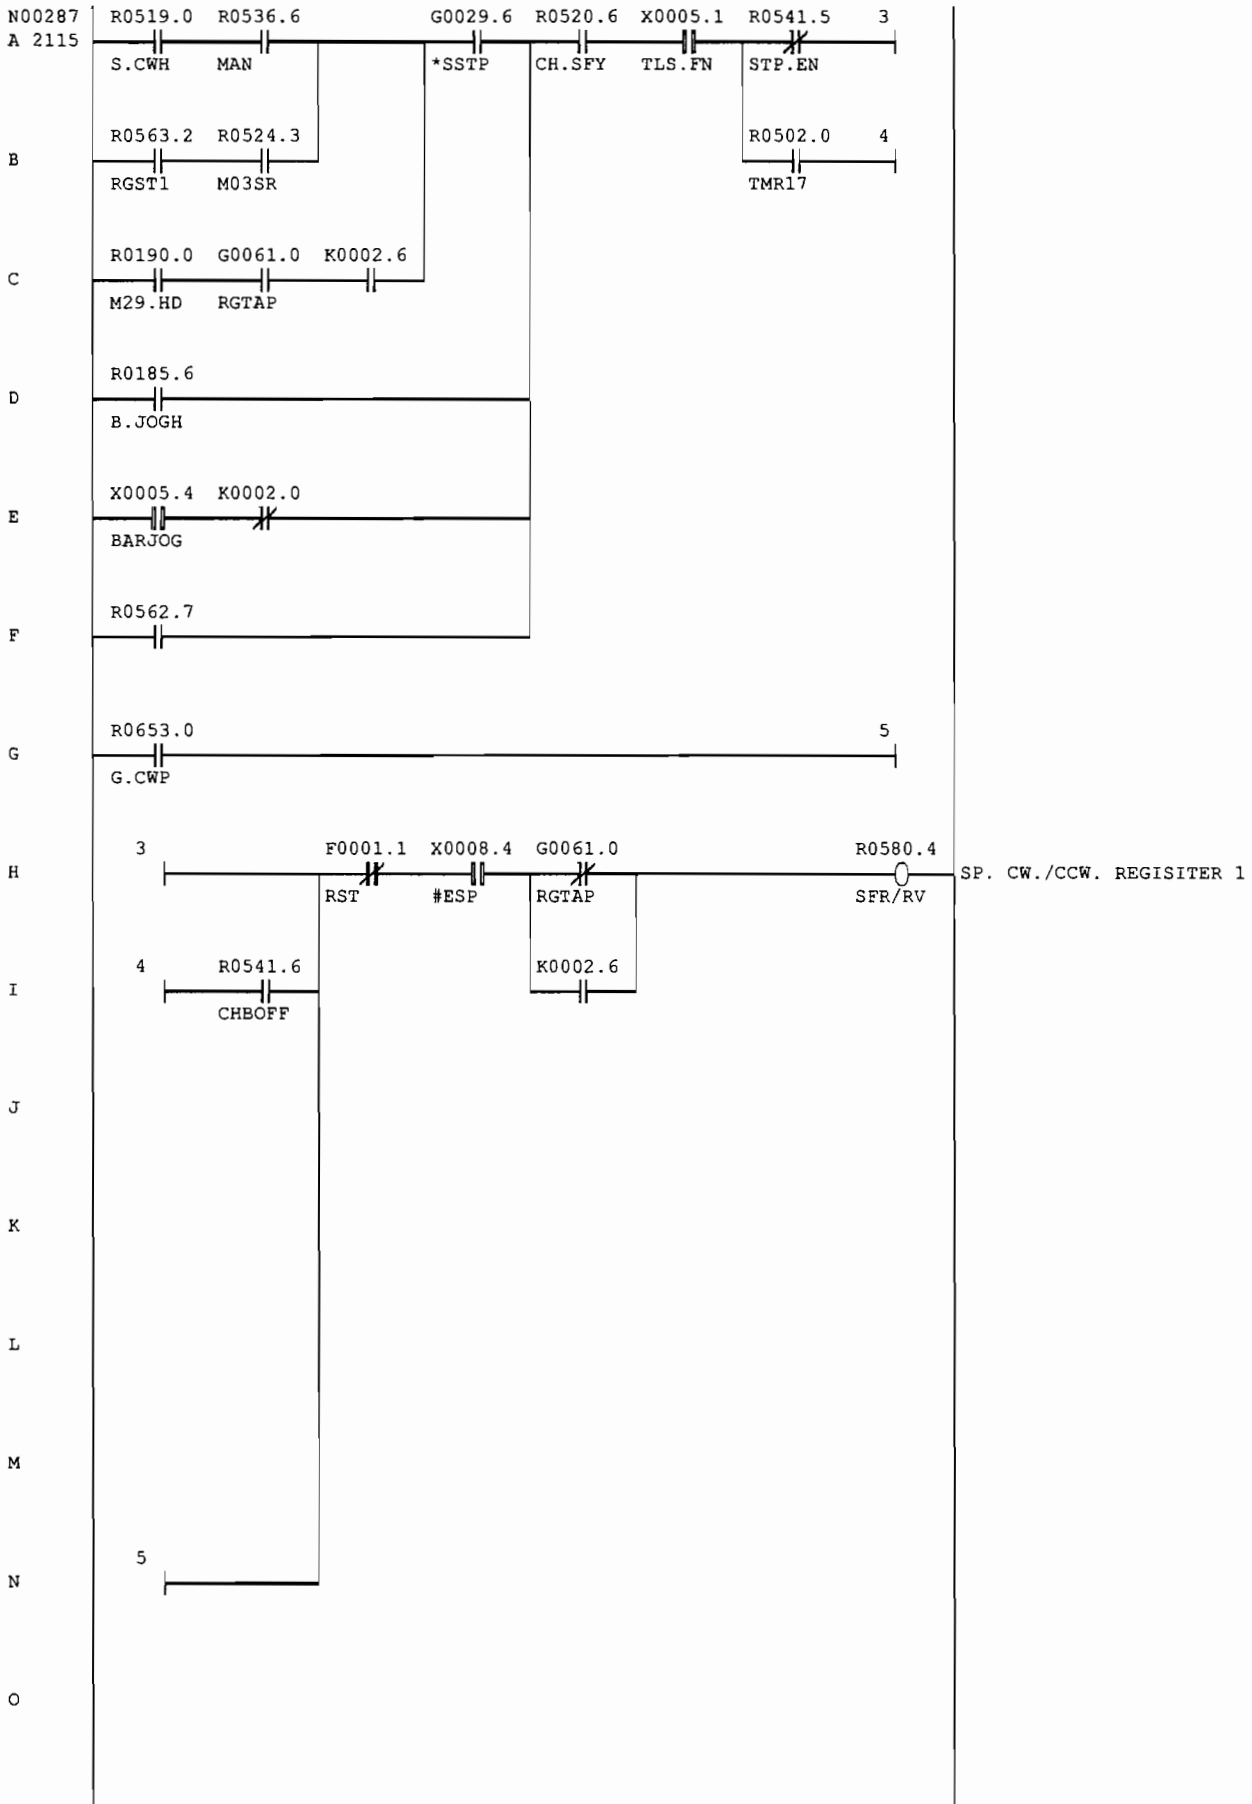 N00287 R0519.0 R0536.6 G0029.6 R0520.6 X0005.1 R0541.5 3
A 2115
S.CWH MAN *SSTP CH.SFY TLS.FN STP.EN
R0563.2 R0524.3 R0502.0 4
B
RGST1 M03SR TMR17
R0190.0 G0061.0 K0002.6
C
M29.HD RGTAP
R0185.6
D
B.JOGH
X0005.4 K0002.0
E
BARJOG
R0562.7
F
R0653.0 5
G
G.CWP
3 F0001.1 X0008.4 G0061.0 R0580.4
H SP. CW./CCW. REGISITER 1
RST #ESP RGTAP SFR/RV
4 R0541.6 K0002.6
I
CHBOFF
J
K
L
M
5
N
O